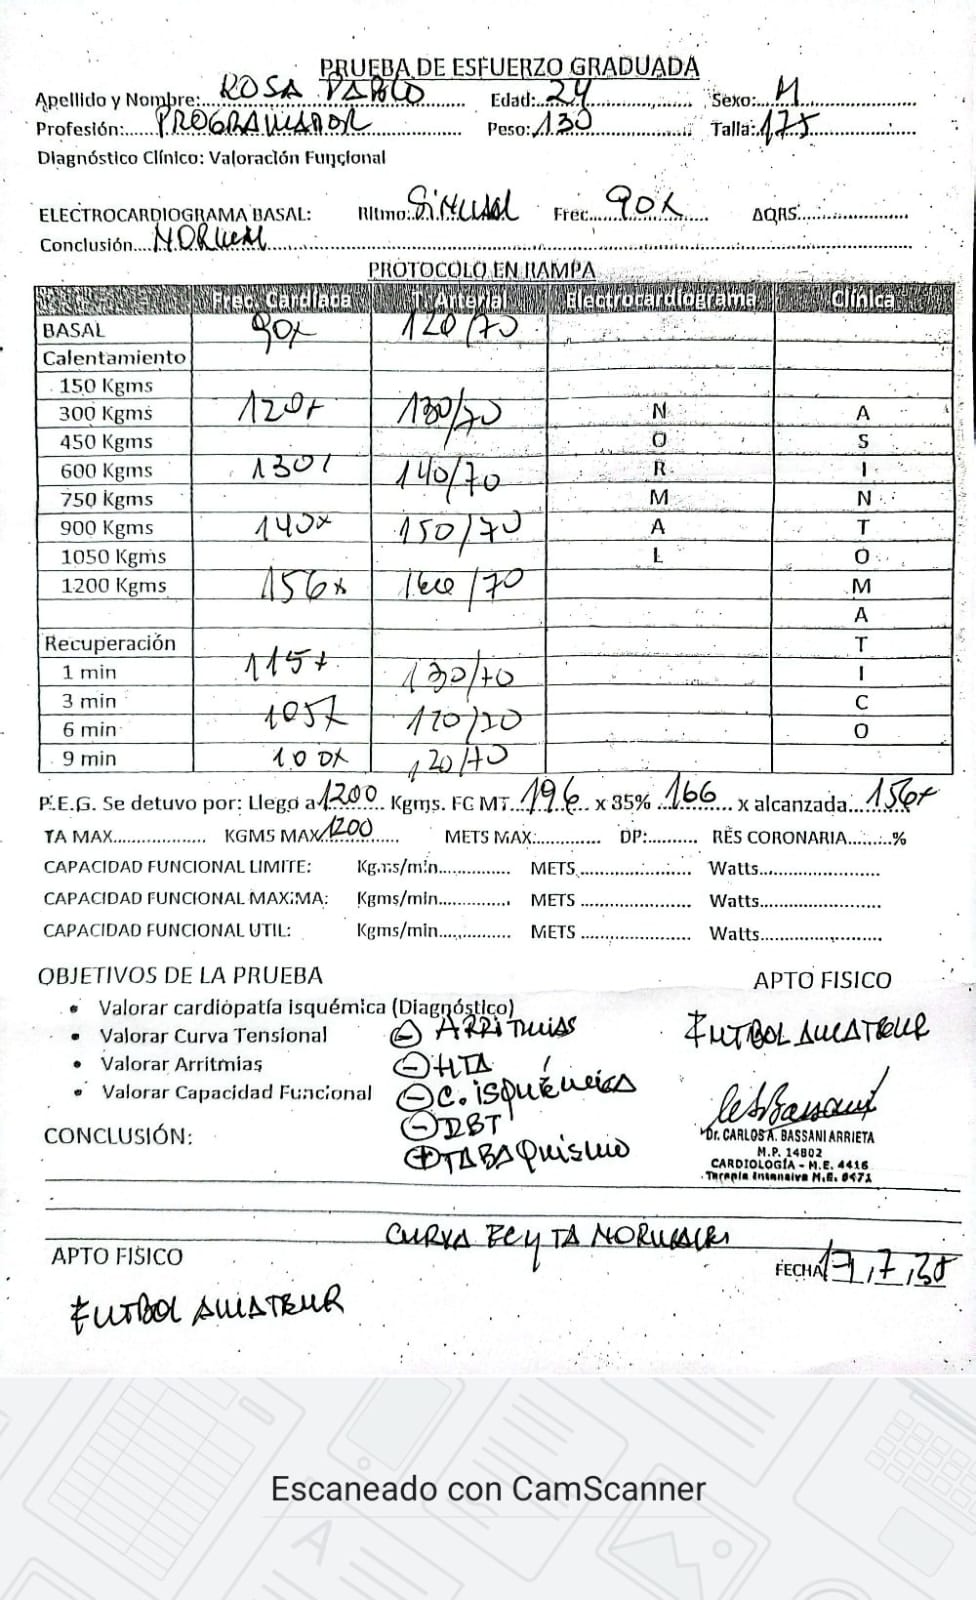 PRUEBA DE ESFUERZO GRADUADA
Apellido y Nombre: ROSA PABLO Edad: 24 Sexo: M
Profesión: PROGRAMADOR Peso: 130 Talla: 175
Diagnóstico Clínico: Valoración Funcional
ELECTROCARDIOGRAMA BASAL: Ritmo: SINUSAL Frec. 90x AQRS
Conclusión NORMAL
PROTOCOLO EN RAMPA
Frec. Cardíaca T. Arterial Electrocardiograma Clínica
BASAL 90x 120/70
Calentamiento
150 Kgms
300 Kgms 120x 130/70 N A
450 Kgms O S
600 Kgms 130x 140/70 R I
750 Kgms M N
900 Kgms 140x 150/70 A T
1050 Kgms L O
1200 Kgms 156x 160/70 M
A
Recuperación T
1 min 115x 130/70 I
3 min C
6 min 105x 120/70 O
9 min 100x 120/70
P.E.G. Se detuvo por: Llego a 1200 Kgms. FC MT 196 x 85% 166 x alcanzada 156x
TA MAX KGMS MAX 1200 METS MAX: DP: RES CORONARIA %
CAPACIDAD FUNCIONAL LIMITE: Kgms/min METS Watts
CAPACIDAD FUNCIONAL MAXIMA: Kgms/min METS Watts
CAPACIDAD FUNCIONAL UTIL: Kgms/min METS Watts
OBJETIVOS DE LA PRUEBA APTO FISICO
• Valorar cardiopatía isquémica (Diagnóstico)
• Valorar Curva Tensional ⊖ ARRITMIAS FUTBOL AMATEUR
• Valorar Arritmias ⊖ HTA
• Valorar Capacidad Funcional ⊖ C. ISQUÉMICA
CONCLUSIÓN: ⊖ DBT
⊕ TABAQUISMO
Dr. CARLOS A. BASSANI ARRIETA
M.P. 14802
CARDIOLOGÍA - M.E. 4416
Terapia Intensiva M.E. 6471
CURVA FC y TA NORMALES
APTO FISICO FECHA 17,7,
FUTBOL AMATEUR
Escaneado con CamScanner